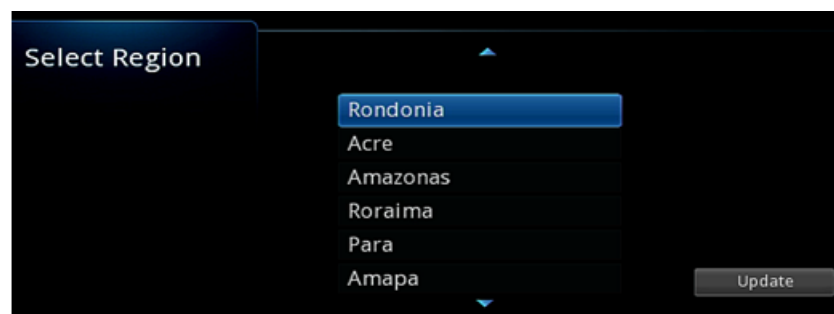 Select Region
Rondonia
Acre
Amazonas
Roraima
Para
Amapa
Update